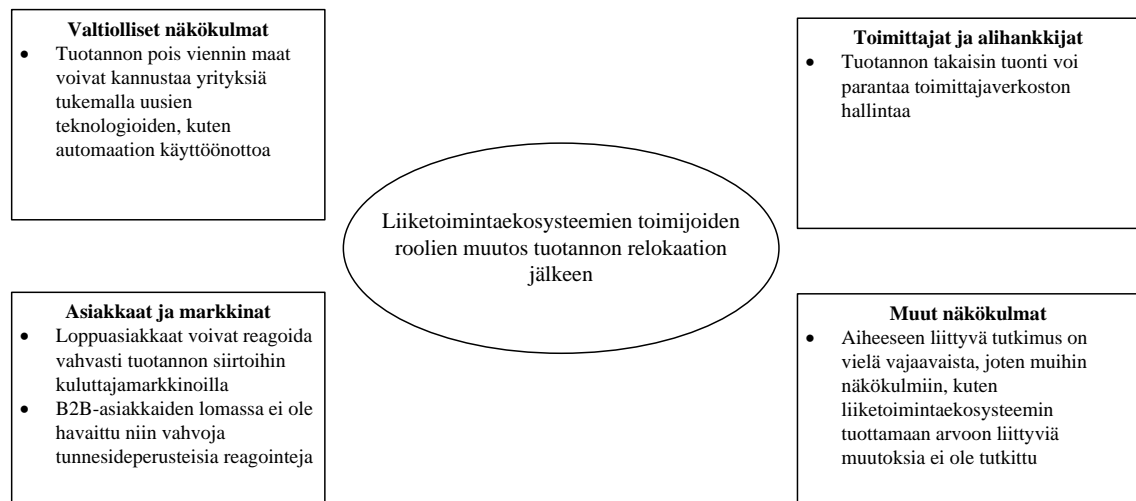 Valtiolliset näkökulmat
• Tuotannon pois viennin maat
voivat kannustaa yrityksiä
tukemalla uusien
teknologioiden, kuten
automaation käyttöönottoa
Toimittajat ja alihankkijat
• Tuotannon takaisin tuonti voi
parantaa toimittajaverkoston
hallintaa
Liiketoimintaekosysteemien toimijoiden
roolien muutos tuotannon relokaation
jälkeen
Asiakkaat ja markkinat
• Loppuasiakkaat voivat reagoida
vahvasti tuotannon siirtoihin
kuluttajamarkkinoilla
• B2B-asiakkaiden lomassa ei ole
havaittu niin vahvoja
tunnesideperusteisia reagointeja
Muut näkökulmat
• Aiheeseen liittyvä tutkimus on
vielä vajaavaista, joten muihin
näkökulmiin, kuten
liiketoimintaekosysteemin
tuottamaan arvoon liittyviä
muutoksia ei ole tutkittu